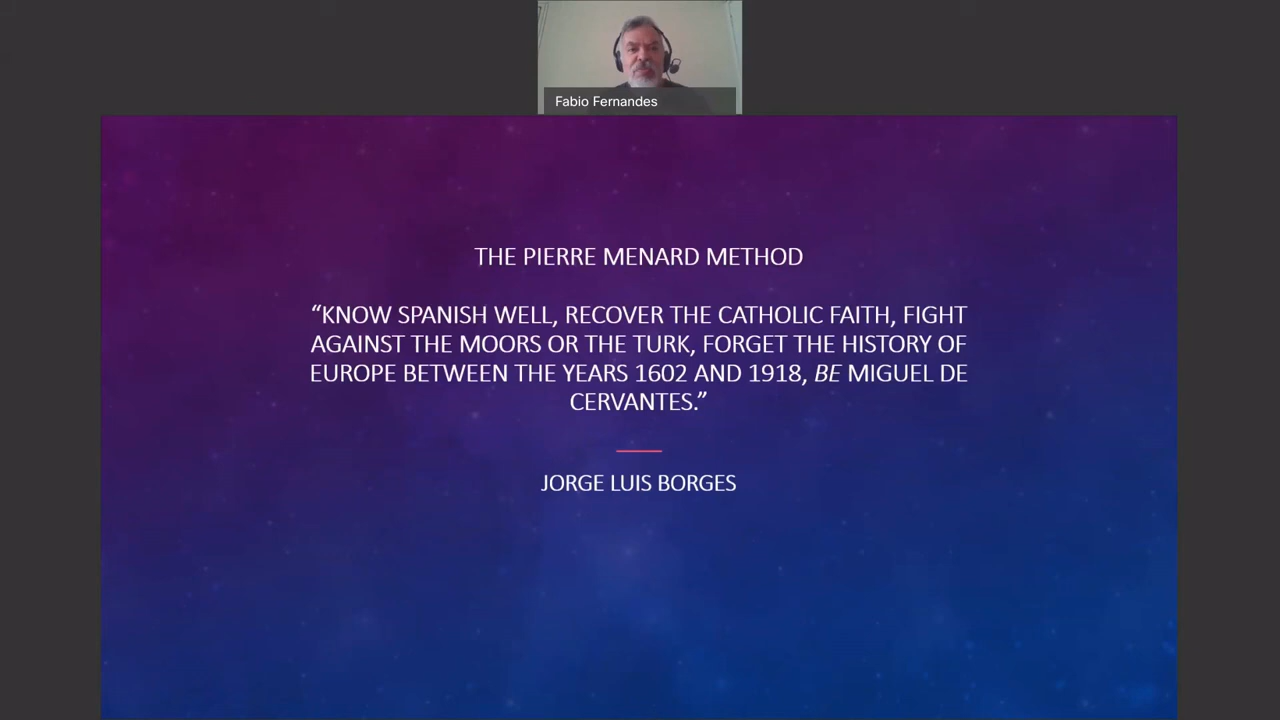 Fabio Fernandes
THE PIERRE MENARD METHOD
“KNOW SPANISH WELL, RECOVER THE CATHOLIC FAITH, FIGHT
AGAINST THE MOORS OR THE TURK, FORGET THE HISTORY OF
EUROPE BETWEEN THE YEARS 1602 AND 1918, BE MIGUEL DE
CERVANTES.”
JORGE LUIS BORGES